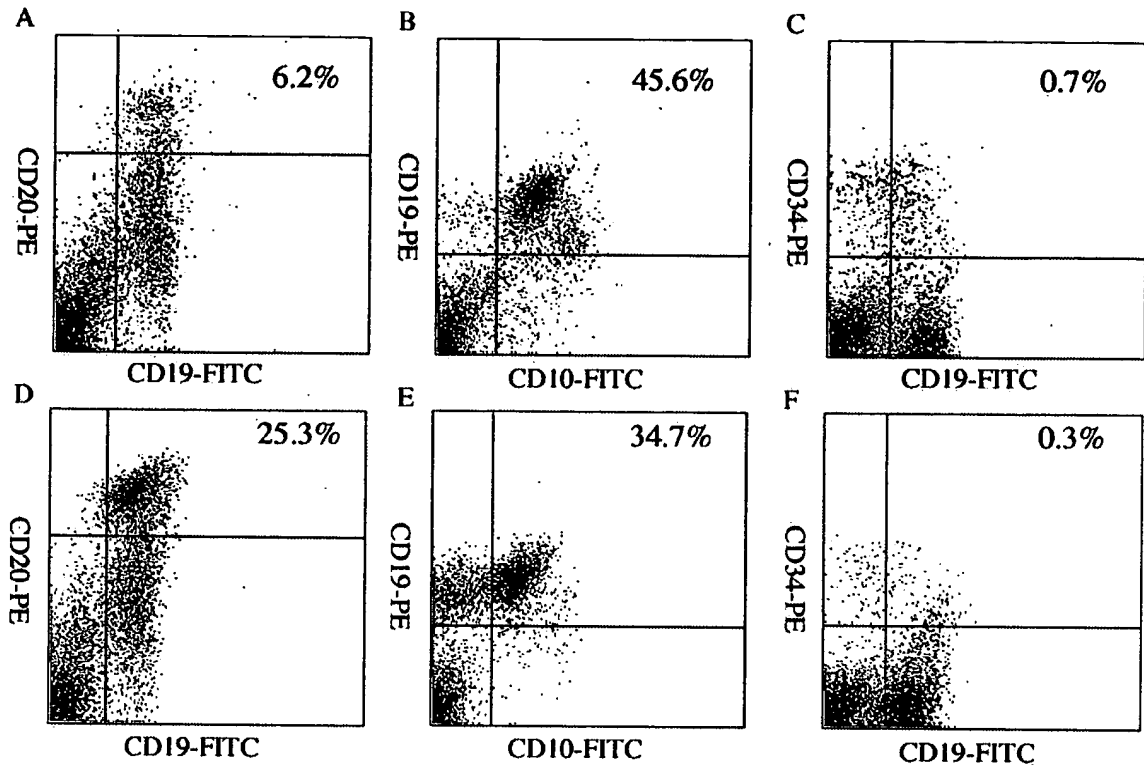 A
6.2%
CD20-PE
CD19-FITC
B
45.6%
CD19-PE
CD10-FITC
C
0.7%
CD34-PE
CD19-FITC
D
25.3%
CD20-PE
CD19-FITC
E
34.7%
CD19-PE
CD10-FITC
F
0.3%
CD34-PE
CD19-FITC